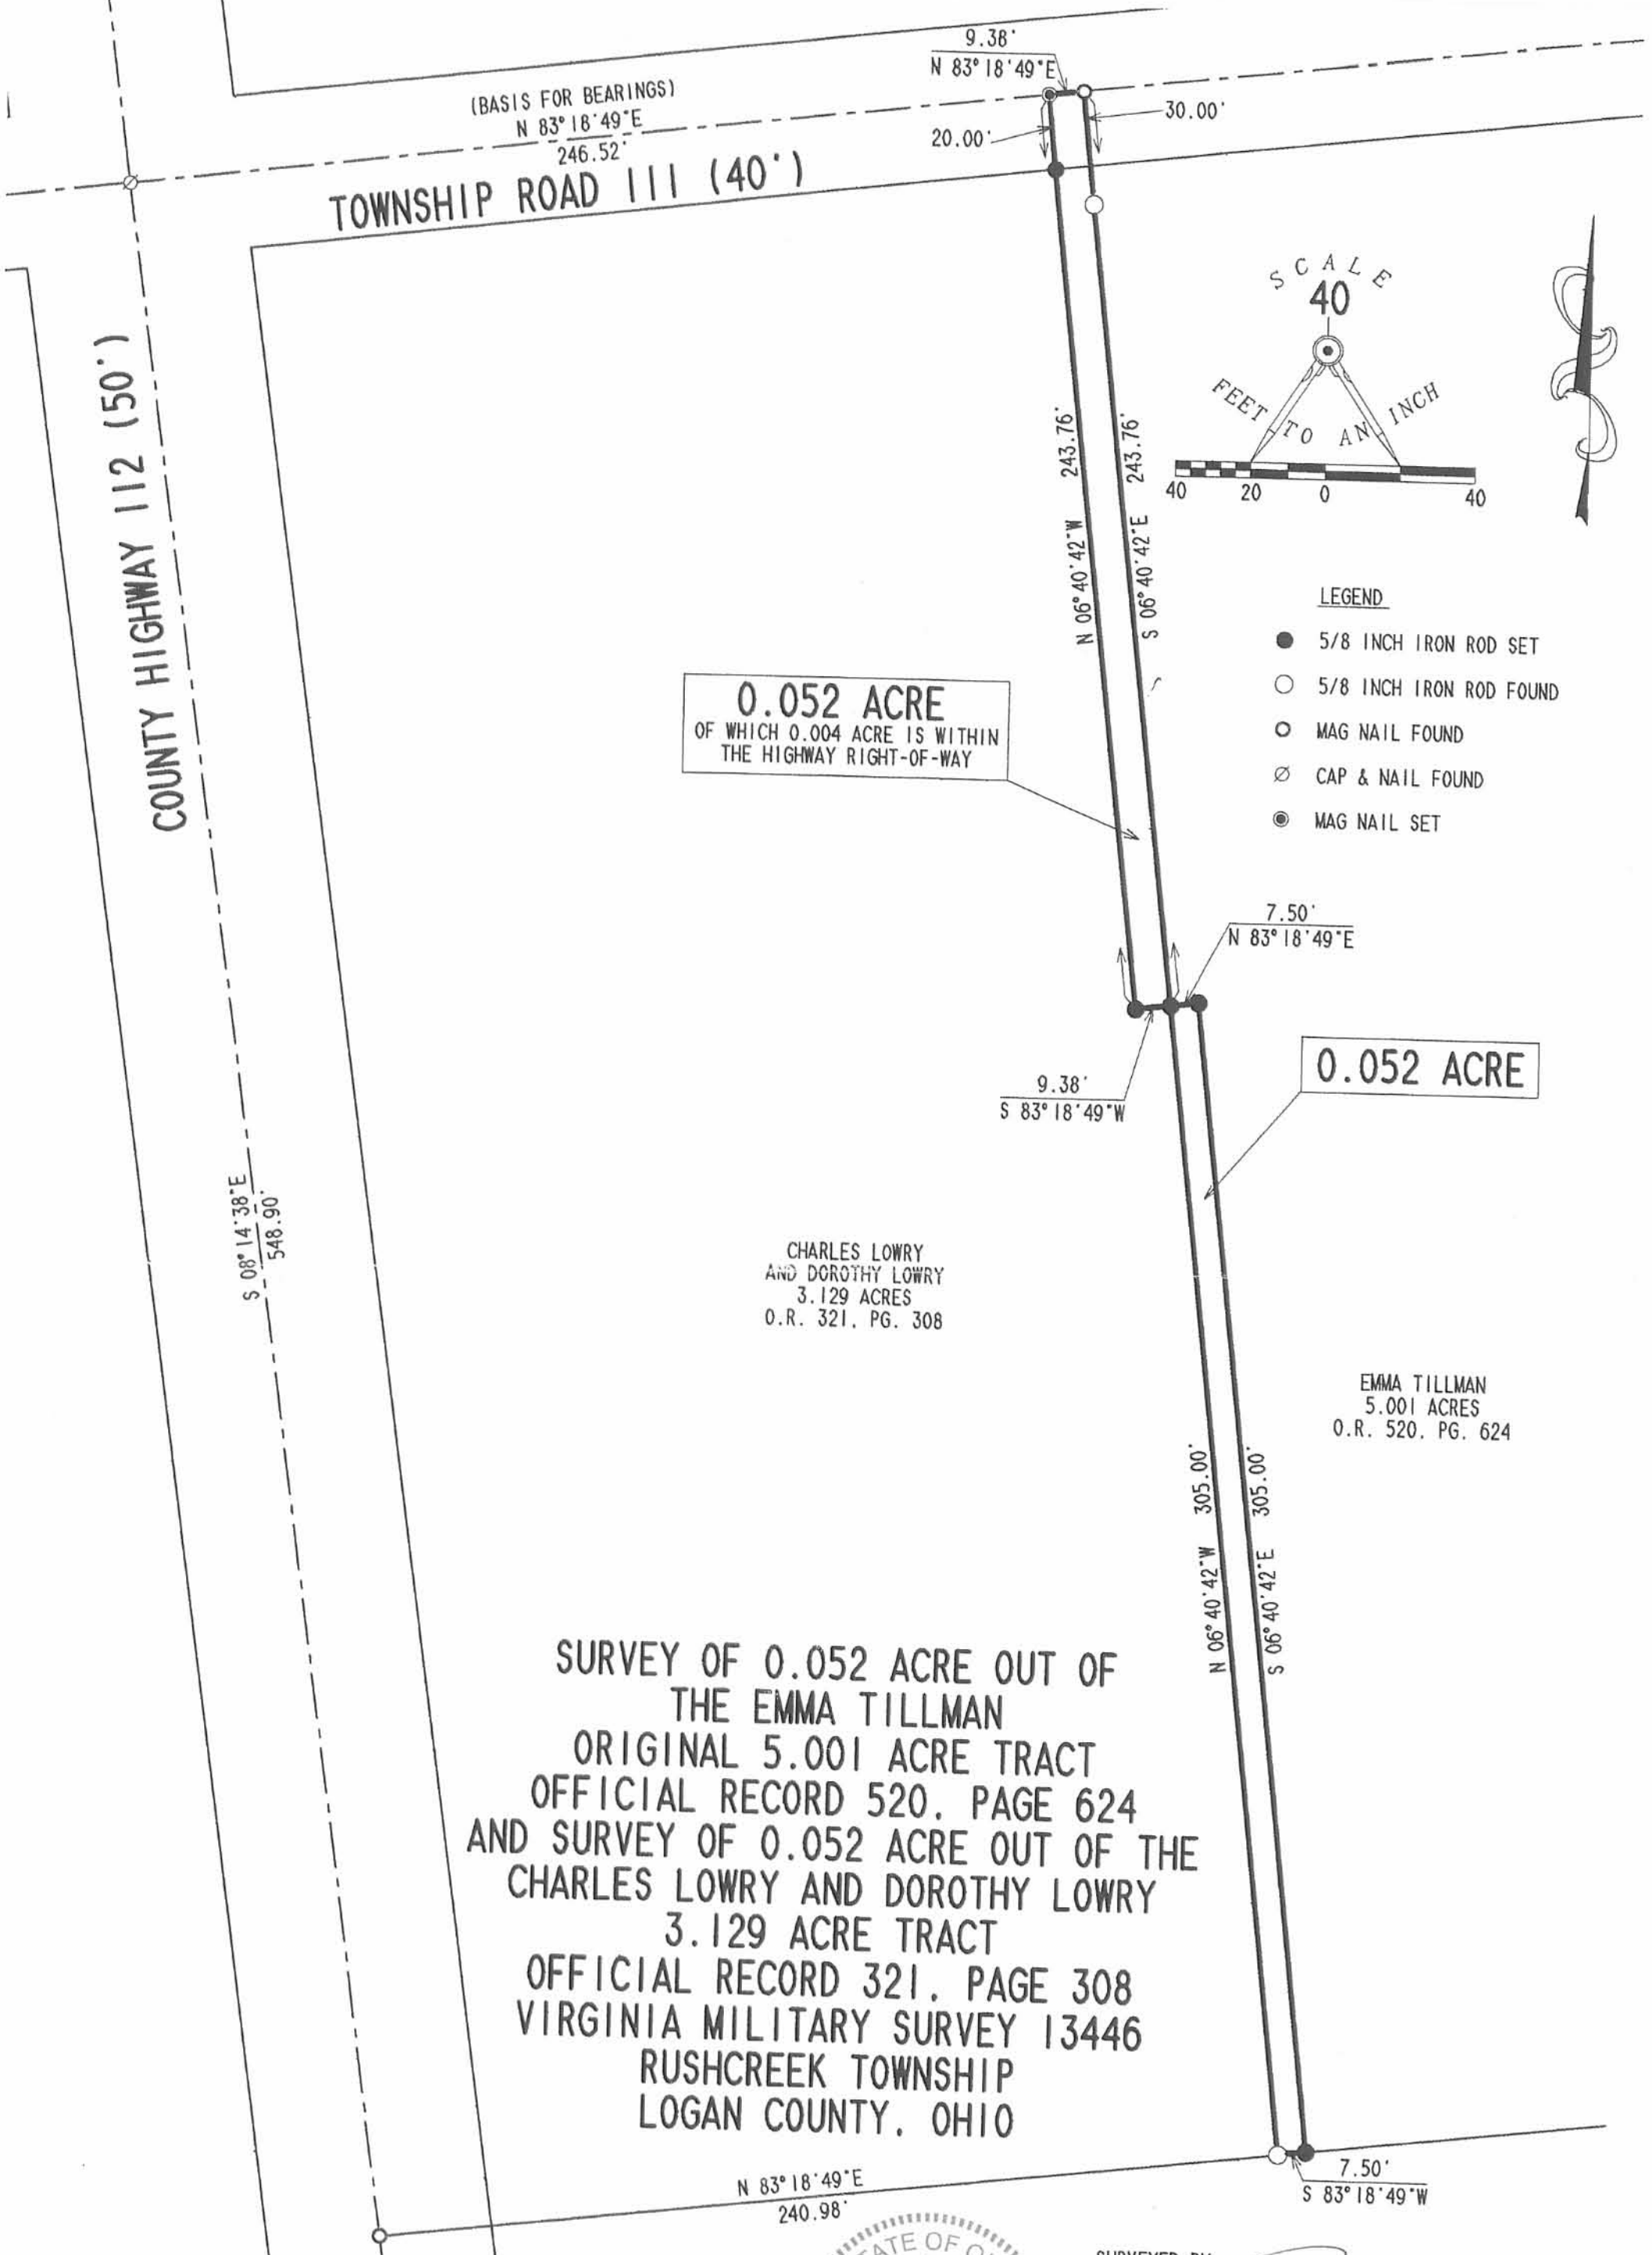 9.38'
N 83° 18' 49"E
(BASIS FOR BEARINGS)
N 83° 18' 49"E
246.52'
20.00'
30.00'
TOWNSHIP ROAD 111 (40')
COUNTY HIGHWAY 112 (50')
SCALE
40
FEET TO AN INCH
40 20 0 40
N 06° 40' 42"W 243.76'
S 06° 40' 42"E 243.76'
LEGEND
5/8 INCH IRON ROD SET
5/8 INCH IRON ROD FOUND
MAG NAIL FOUND
CAP & NAIL FOUND
MAG NAIL SET
0.052 ACRE
OF WHICH 0.004 ACRE IS WITHIN
THE HIGHWAY RIGHT-OF-WAY
7.50'
N 83° 18' 49"E
9.38'
S 83° 18' 49"W
0.052 ACRE
S 08° 14' 38"E
548.90'
CHARLES LOWRY
AND DOROTHY LOWRY
3.129 ACRES
O.R. 321, PG. 308
EMMA TILLMAN
5.001 ACRES
O.R. 520, PG. 624
N 06° 40' 42"W 305.00'
S 06° 40' 42"E 305.00'
SURVEY OF 0.052 ACRE OUT OF
THE EMMA TILLMAN
ORIGINAL 5.001 ACRE TRACT
OFFICIAL RECORD 520, PAGE 624
AND SURVEY OF 0.052 ACRE OUT OF THE
CHARLES LOWRY AND DOROTHY LOWRY
3.129 ACRE TRACT
OFFICIAL RECORD 321, PAGE 308
VIRGINIA MILITARY SURVEY 13446
RUSHCREEK TOWNSHIP
LOGAN COUNTY, OHIO
N 83° 18' 49"E
240.98'
7.50'
S 83° 18' 49"W